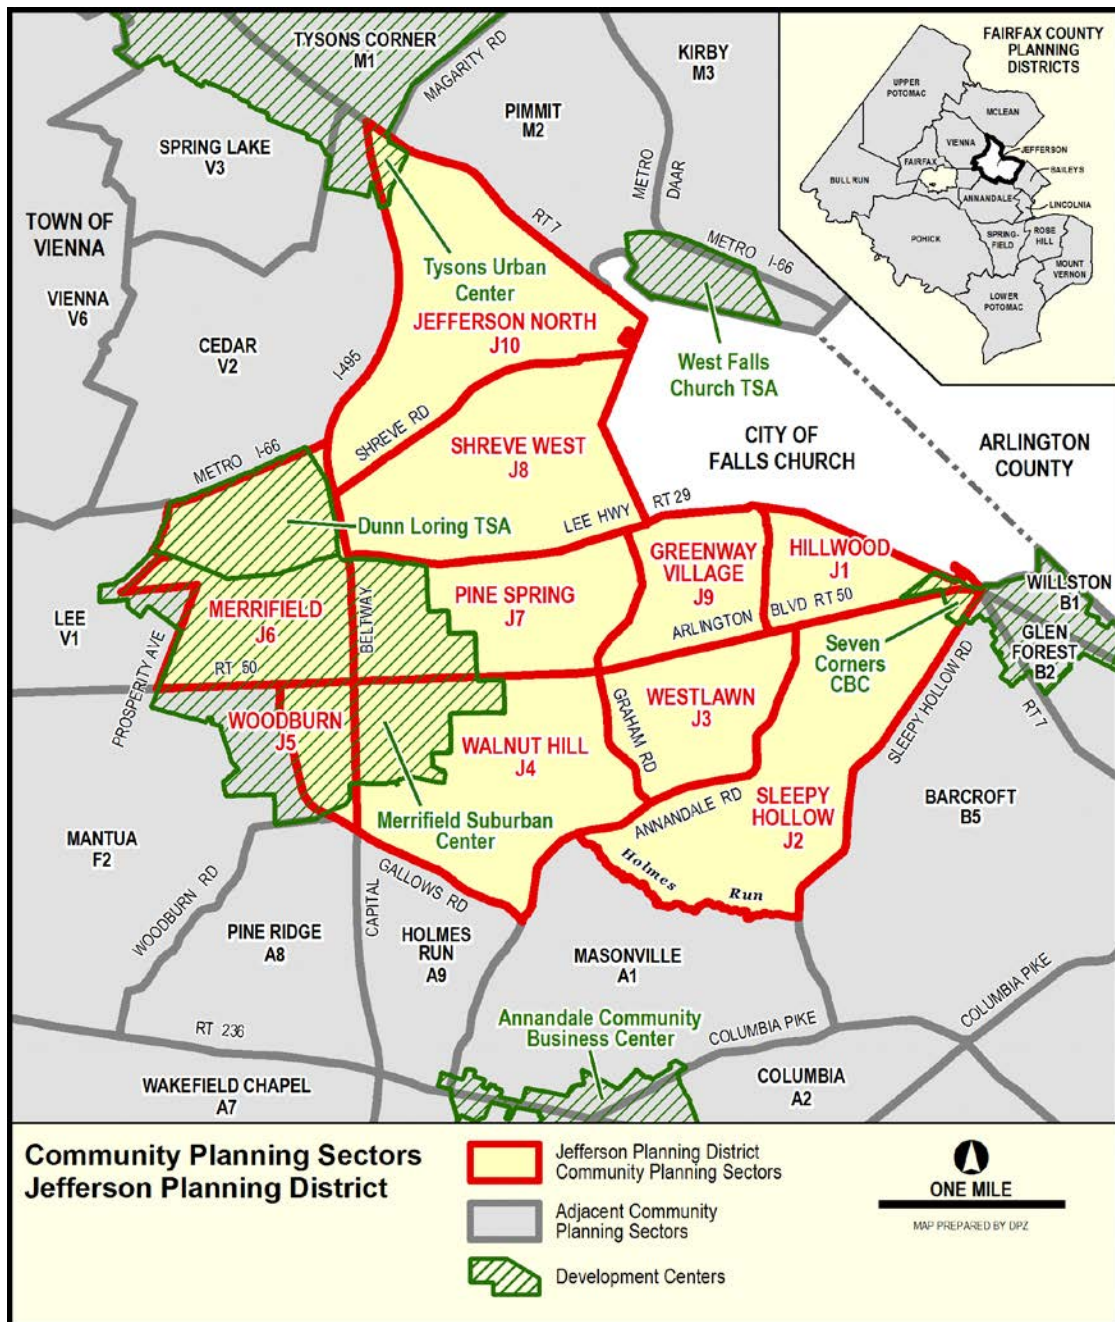 TYSONS CORNER
M1
MAGARITY RD
KIRBY
M3
PIMMIT
M2
SPRING LAKE
V3
METRO
DAAR
RT 7
METRO I-66
TOWN OF
VIENNA
VIENNA
V6
Tysons Urban
Center
JEFFERSON NORTH
J10
CEDAR
V2
I-495
West Falls
Church TSA
SHREVE RD
SHREVE WEST
J8
CITY OF
FALLS CHURCH
ARLINGTON
COUNTY
METRO I-66
LEE HWY RT 29
Dunn Loring TSA
GREENWAY
VILLAGE
J9
HILLWOOD
J1
WILLSTON
B1
MERRIFIELD
J6
PINE SPRING
J7
LEE
V1
BELTWAY
ARLINGTON BLVD RT 50
Seven
Corners
CBC
GLEN
FOREST
B2
RT 7
PROSPERITY AVE
RT 50
WOODBURN
J5
WALNUT HILL
J4
GRAHAM RD
WESTLAWN
J3
SLEEPY HOLLOW RD
Merrifield Suburban
Center
ANNANDALE RD
SLEEPY
HOLLOW
J2
BARCROFT
B5
MANTUA
F2
Holmes Run
GALLOWS RD
WOODBURN RD
CAPITAL
PINE RIDGE
A8
HOLMES
RUN
A9
MASONVILLE
A1
RT 236
Annandale Community
Business Center
COLUMBIA PIKE
COLUMBIA PIKE
WAKEFIELD CHAPEL
A7
COLUMBIA
A2
FAIRFAX COUNTY
PLANNING
DISTRICTS
UPPER
POTOMAC
MCLEAN
VIENNA
JEFFERSON
FAIRFAX
BAILEYS
BULL RUN
ANNANDALE
LINCOLNIA
POHICK
SPRING-
FIELD
ROSE
HILL
MOUNT
VERNON
LOWER
POTOMAC
Community Planning Sectors
Jefferson Planning District
Jefferson Planning District
Community Planning Sectors
Adjacent Community
Planning Sectors
Development Centers
ONE MILE
MAP PREPARED BY DPZ